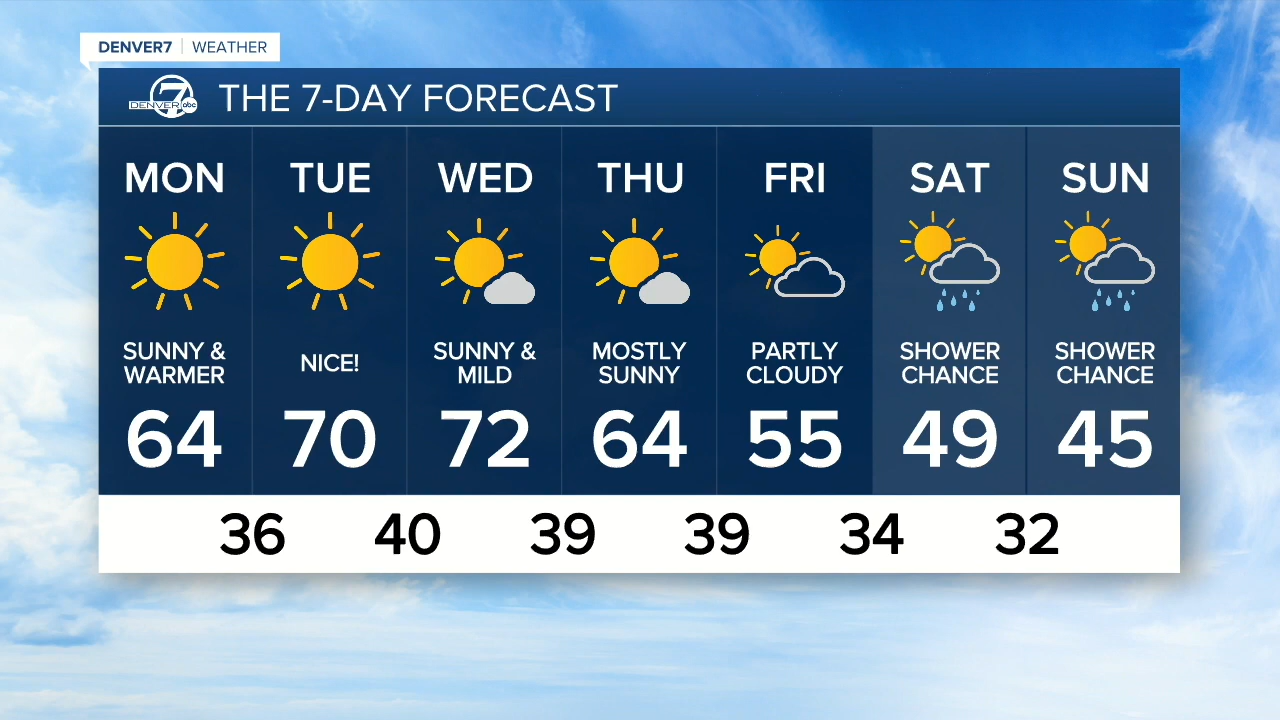 DENVER7 | WEATHER
7
DENVER abc
THE 7-DAY FORECAST
MON TUE WED THU FRI SAT SUN
SUNNY & WARMER
NICE!
SUNNY & MILD
MOSTLY SUNNY
PARTLY CLOUDY
SHOWER CHANCE
SHOWER CHANCE
64 70 72 64 55 49 45
36 40 39 39 34 32